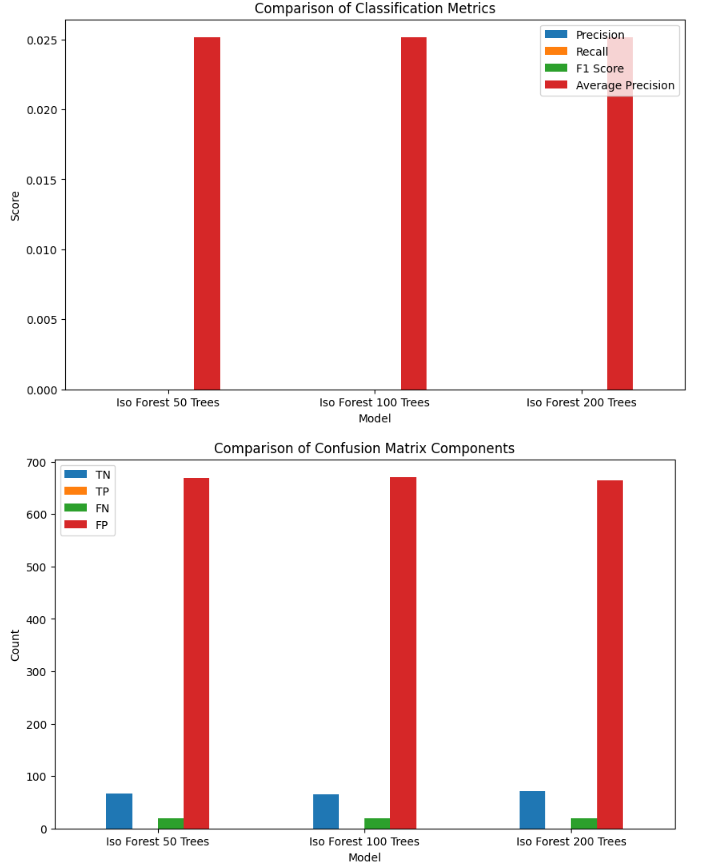 Comparison of Classification Metrics
0.025
0.020
0.015
0.010
0.005
0.000
Score
Precision
Recall
F1 Score
Average Precision
Iso Forest 50 Trees
Iso Forest 100 Trees
Iso Forest 200 Trees
Model
Comparison of Confusion Matrix Components
700
600
500
400
300
200
100
0
Count
TN
TP
FN
FP
Iso Forest 50 Trees
Iso Forest 100 Trees
Iso Forest 200 Trees
Model